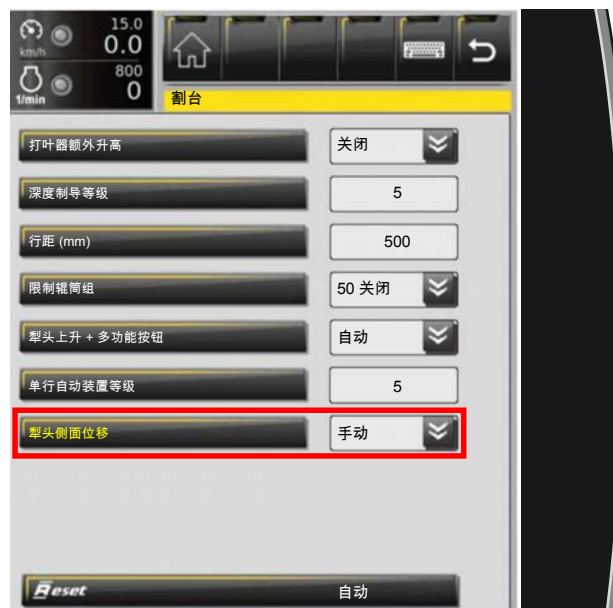 15.0
km/h 0.0
800
1/min 0
割台
打叶器额外升高 关闭
深度制导等级 5
行距 (mm) 500
限制辊筒组 50 关闭
犁头上升 + 多功能按钮 自动
单行自动装置等级 5
犁头侧面位移 手动
Reset 自动